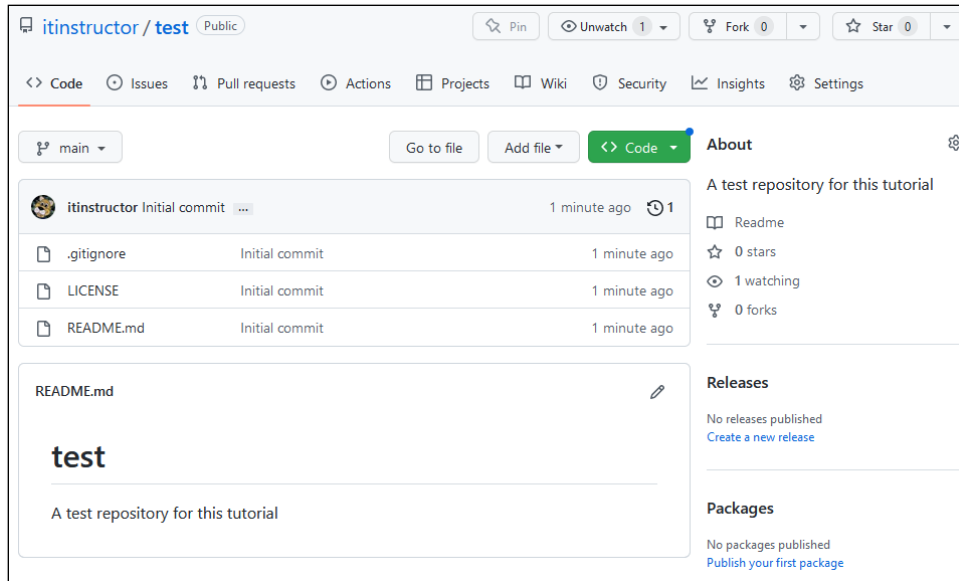 itinstructor / test Public Pin Unwatch 1 Fork 0 Star 0
<> Code Issues Pull requests Actions Projects Wiki Security Insights Settings
main Go to file Add file <> Code
itinstructor Initial commit ... 1 minute ago 1
.gitignore Initial commit 1 minute ago
LICENSE Initial commit 1 minute ago
README.md Initial commit 1 minute ago
README.md
test
A test repository for this tutorial
About
A test repository for this tutorial
Readme
0 stars
1 watching
0 forks
Releases
No releases published
Create a new release
Packages
No packages published
Publish your first package